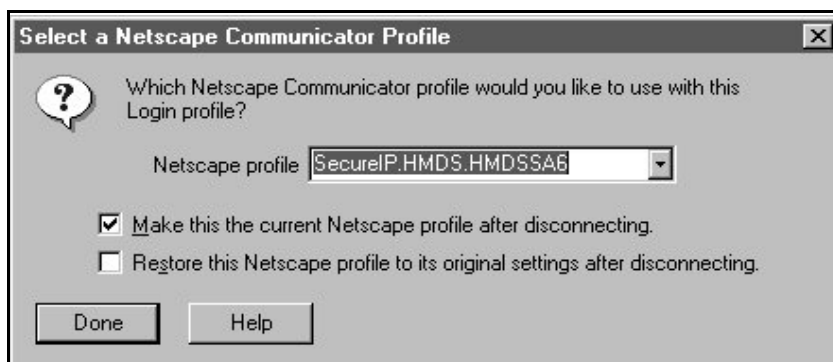 Select a Netscape Communicator Profile
Which Netscape Communicator profile would you like to use with this
Login profile?
Netscape profile SecureIP.HMDS.HMDSSA6
Make this the current Netscape profile after disconnecting.
Restore this Netscape profile to its original settings after disconnecting.
Done Help